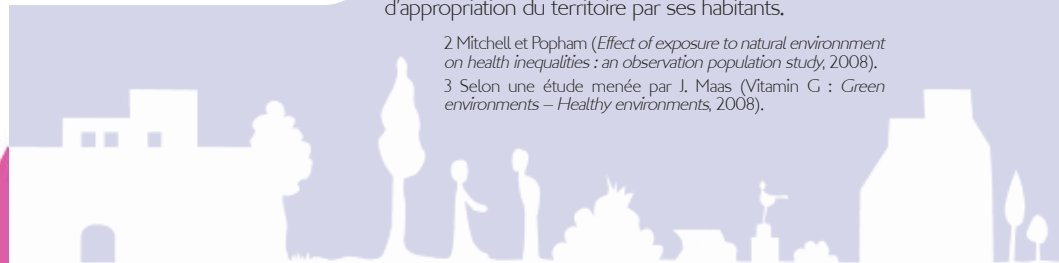 d'appropriation du territoire par ses habitants.
2 Mitchell et Popham (Effect of exposure to natural environnment
on health inequalities : an observation population study, 2008).
3 Selon une étude menée par J. Maas (Vitamin G : Green
environments – Healthy environments, 2008).